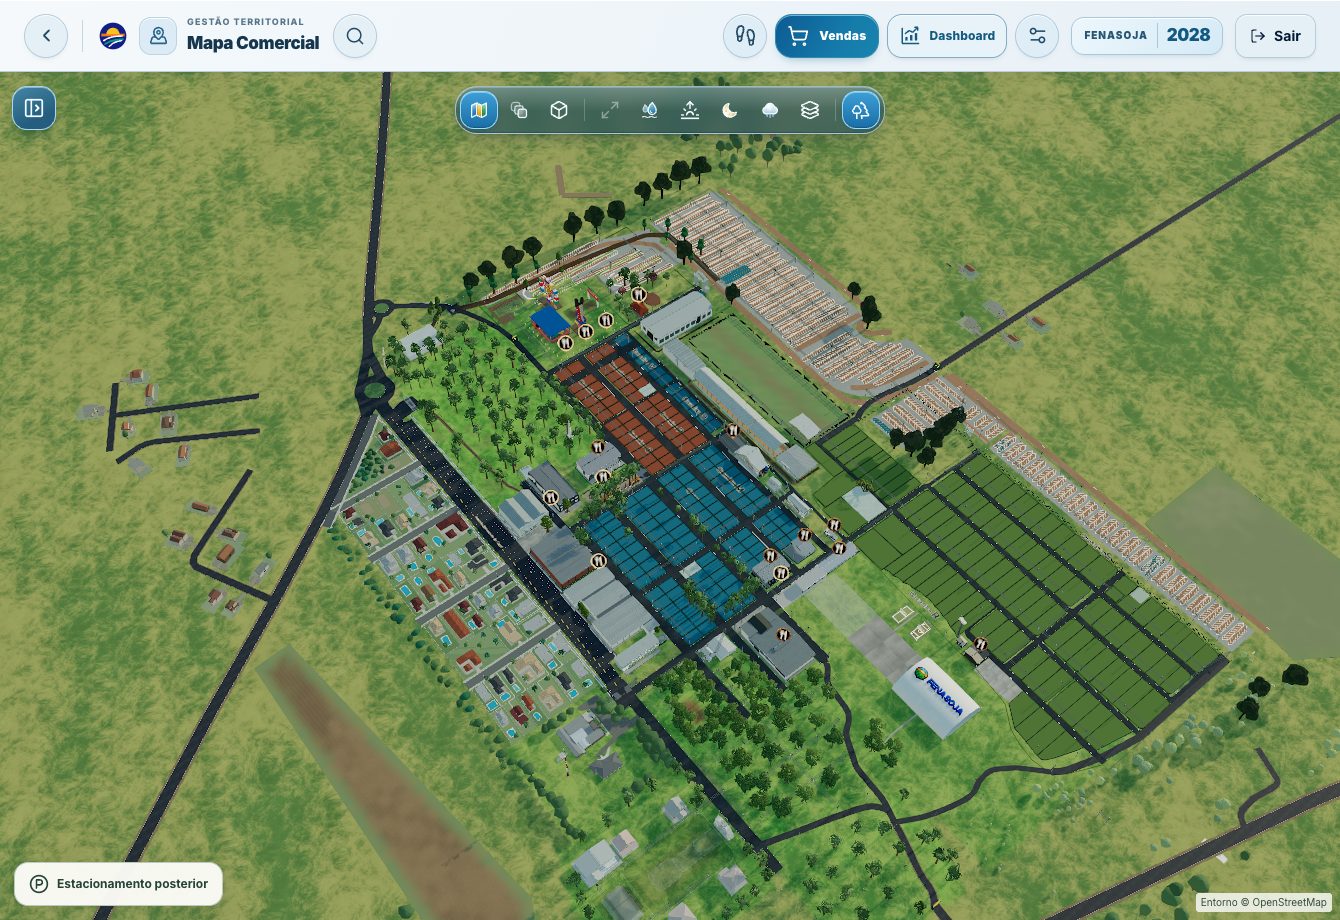 GESTÃO TERRITORIAL
Mapa Comercial
Vendas
Dashboard
FENASOJA
2028
Sair
FENASOJA
Estacionamento posterior
Entorno © OpenStreetMap